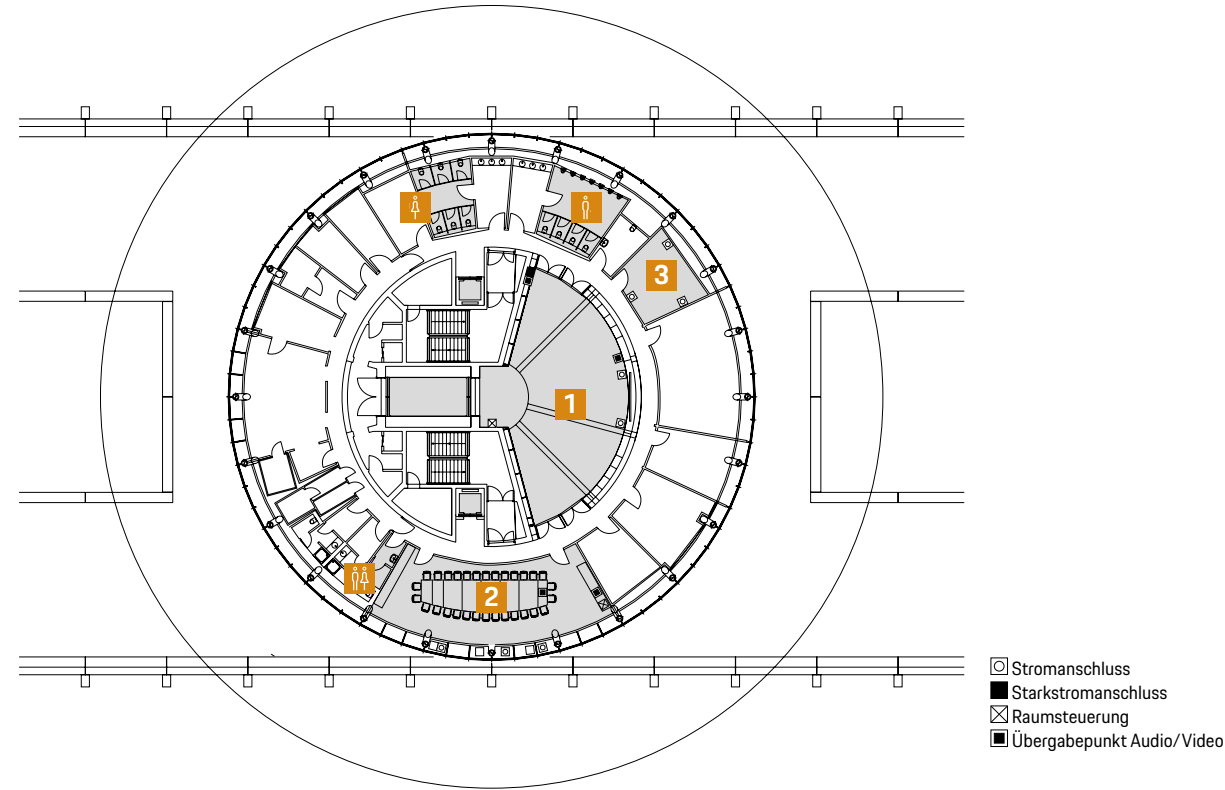 3
1
2
Stromanschluss
Starkstromanschluss
Raumsteuerung
Übergabepunkt Audio/Video